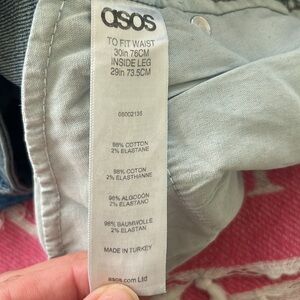 asos
TO FIT WAIST
30in 76CM
INSIDE LEG
29in 73.5CM
98% COTTON
2% ELASTANE
98% COTON
2% ELASTHANNE
98% ALGODÓN
2% ELASTANO
98% BAUMWOLLE
2% ELASTAN
MADE IN TURKEY
asos.com Ltd